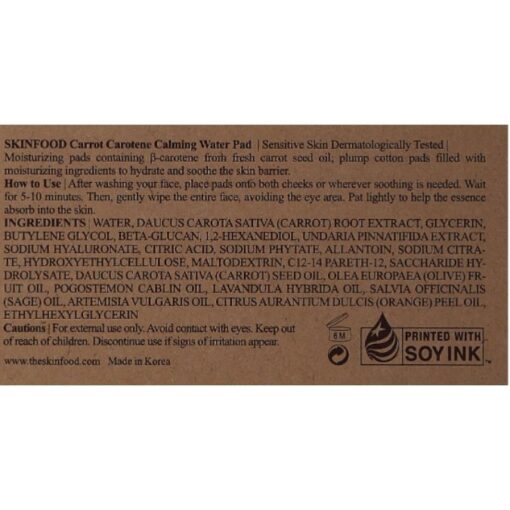 SKINFOOD Carrot Carotene Calming Water Pad | Sensitive Skin Dermatologically Tested |
Moisturizing pads containing β-carotene from fresh carrot seed oil; plump cotton pads filled with
moisturizing ingredients to hydrate and soothe the skin barrier.
How to Use | After washing your face, place pads onto both cheeks or wherever soothing is needed. Wait
for 5-10 minutes. Then, gently wipe the entire face, avoiding the eye area. Pat lightly to help the essence
absorb into the skin.
INGREDIENTS | WATER, DAUCUS CAROTA SATIVA (CARROT) ROOT EXTRACT, GLYCERIN,
BUTYLENE GLYCOL, BETA-GLUCAN, 1,2-HEXANEDIOL, UNDARIA PINNATIFIDA EXTRACT,
SODIUM HYALURONATE, CITRIC ACID, SODIUM PHYTATE, ALLANTOIN, SODIUM CITRA-
TE, HYDROXYETHYLCELLULOSE, MALTODEXTRIN, C12-14 PARETH-12, SACCHARIDE HY-
DROLYSATE, DAUCUS CAROTA SATIVA (CARROT) SEED OIL, OLEA EUROPAEA (OLIVE) FR-
UIT OIL, POGOSTEMON CABLIN OIL, LAVANDULA HYBRIDA OIL, SALVIA OFFICINALIS
(SAGE) OIL, ARTEMISIA VULGARIS OIL, CITRUS AURANTIUM DULCIS (ORANGE) PEEL OIL,
ETHYLHEXYLGLYCERIN
Cautions | For external use only. Avoid contact with eyes. Keep out
of reach of children. Discontinue use if signs of irritation appear.
www.theskinfood.com Made in Korea
6M
PRINTED WITH
SOY INK
TM